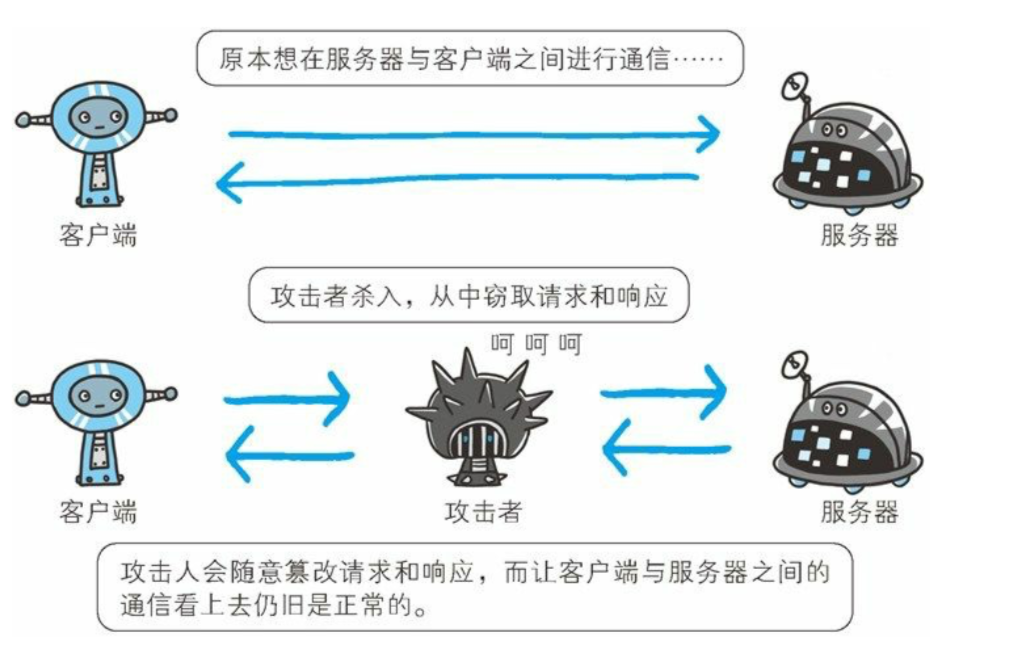 原本想在服务器与客户端之间进行通信……
客户端
服务器
攻击者杀入，从中窃取请求和响应
呵 呵 呵
客户端
攻击者
服务器
攻击人会随意篡改请求和响应，而让客户端与服务器之间的
通信看上去仍旧是正常的。